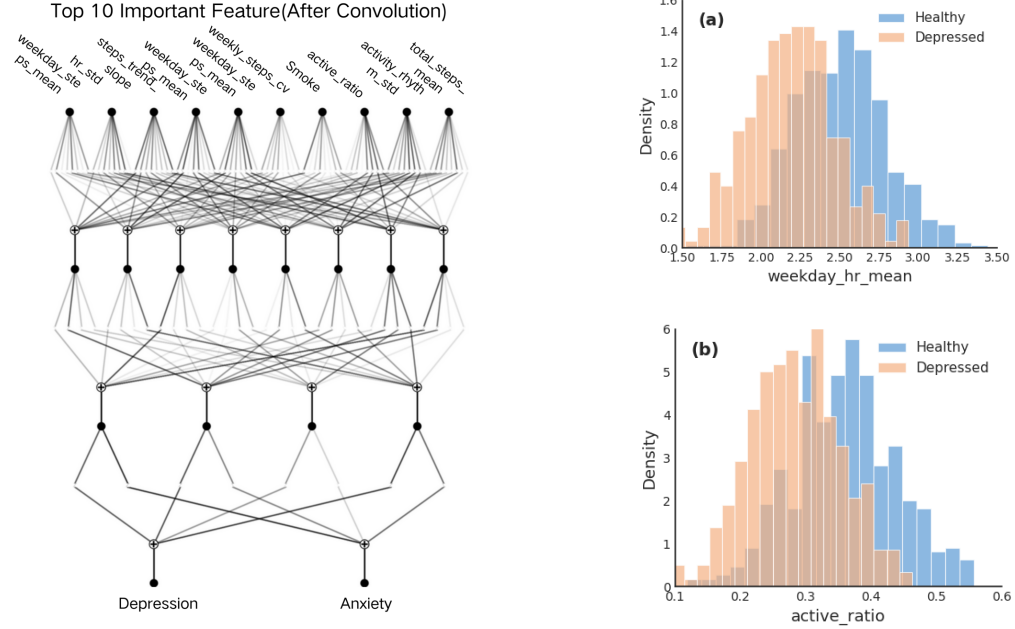 Top 10 Important Feature(After Convolution)
weekday_ste
ps_mean
hr_std
steps_trend_
slope
weekday_ste
ps_mean
weekday_ste
ps_mean
weekly_steps_cv
Smoke
active_ratio
activity_rhyth
m_std
total_steps_
mean
Depression
Anxiety
(a)
Healthy
Depressed
Density
1.6
1.4
1.2
1.0
0.8
0.6
0.4
0.2
0.0
1.50 1.75 2.00 2.25 2.50 2.75 3.00 3.25 3.50
weekday_hr_mean
(b)
Healthy
Depressed
Density
6
5
4
3
2
1
0
0.1 0.2 0.3 0.4 0.5 0.6
active_ratio